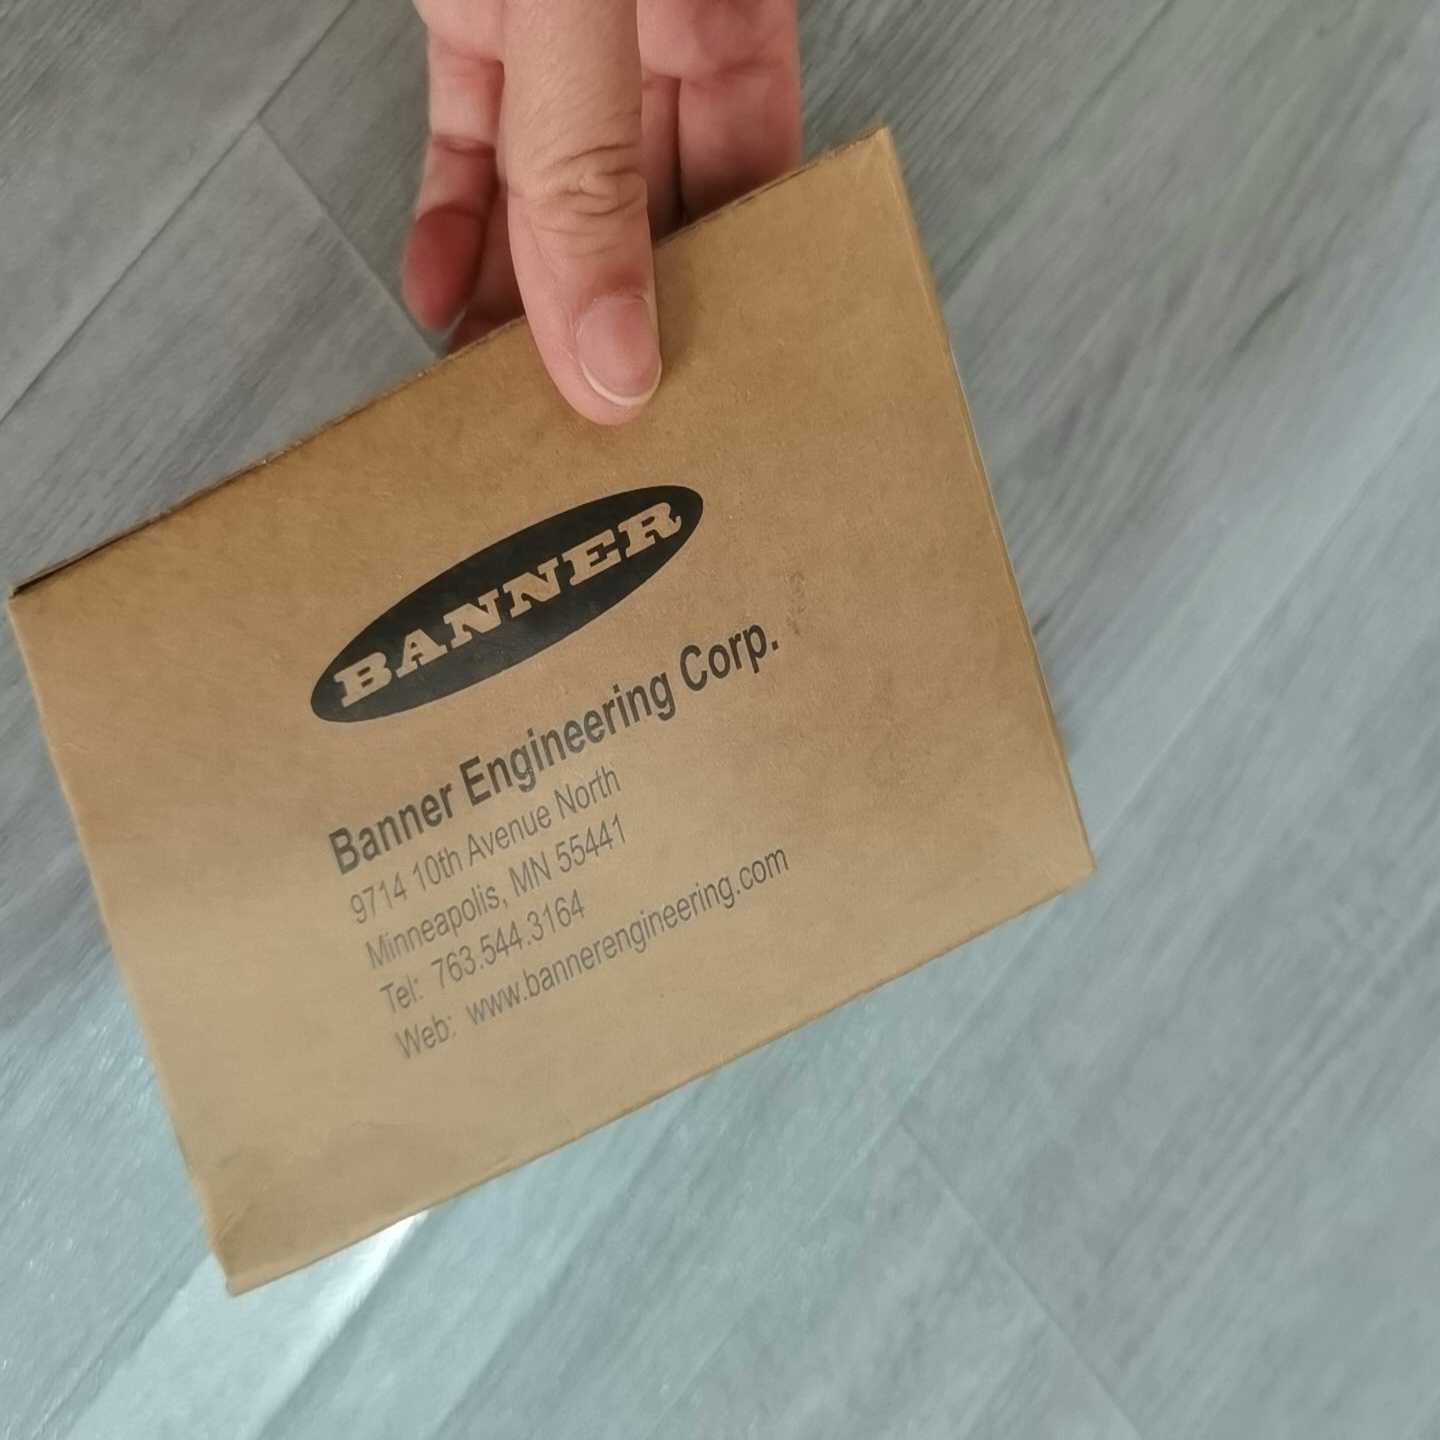 BANNER
Banner Engineering Corp.
9714 10th Avenue North
Minneapolis, MN 55441
Tel: 763.544.3164
Web: www.bannerengineering.com